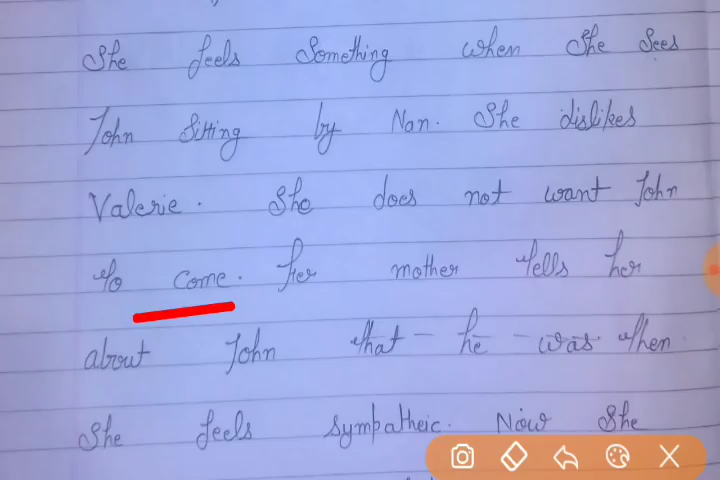 She feels Something when She Sees
John Sitting by Nan. She dislikes
Valerie. She does not want John
to come. her mother tells her
about John that - he - was then
She feels sympatheic. Now She